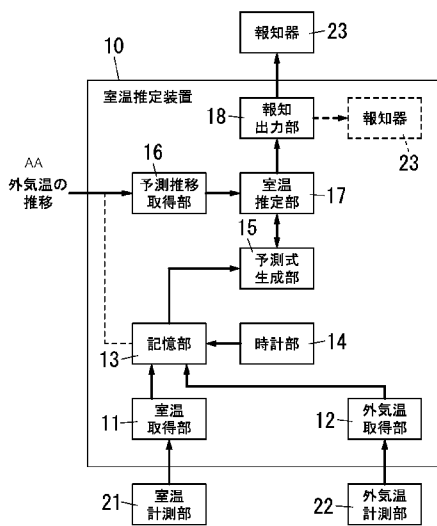 報知器 23
10
室温推定装置
18 報知
出力部
報知器
23
AA
外気温の
推移
16
予測推移
取得部
室温
推定部
17
15
予測式
生成部
記憶部
13
時計部
14
11 室温
取得部
12 外気温
取得部
21 室温
計測部
22 外気温
計測部